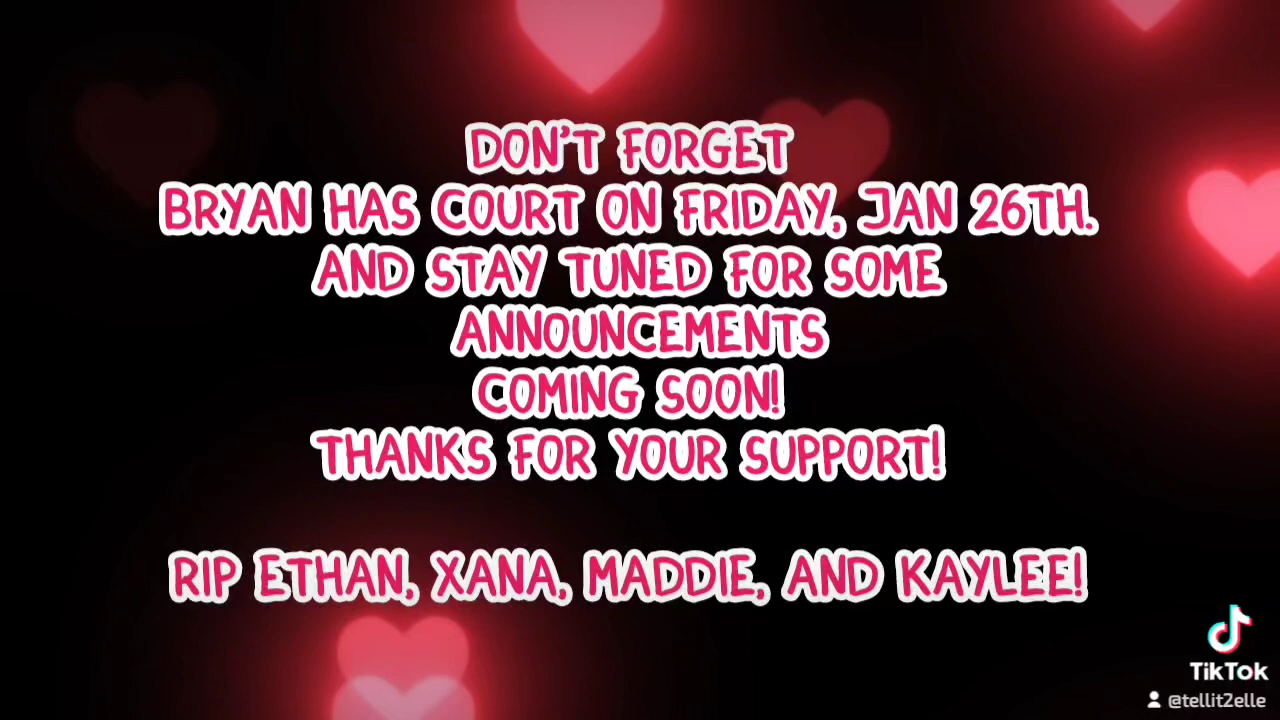 DON'T FORGET
BRYAN HAS COURT ON FRIDAY, JAN 26TH.
AND STAY TUNED FOR SOME
ANNOUNCEMENTS
COMING SOON!
THANKS FOR YOUR SUPPORT!
RIP ETHAN, XANA, MADDIE, AND KAYLEE!
TikTok
@tellit2elle